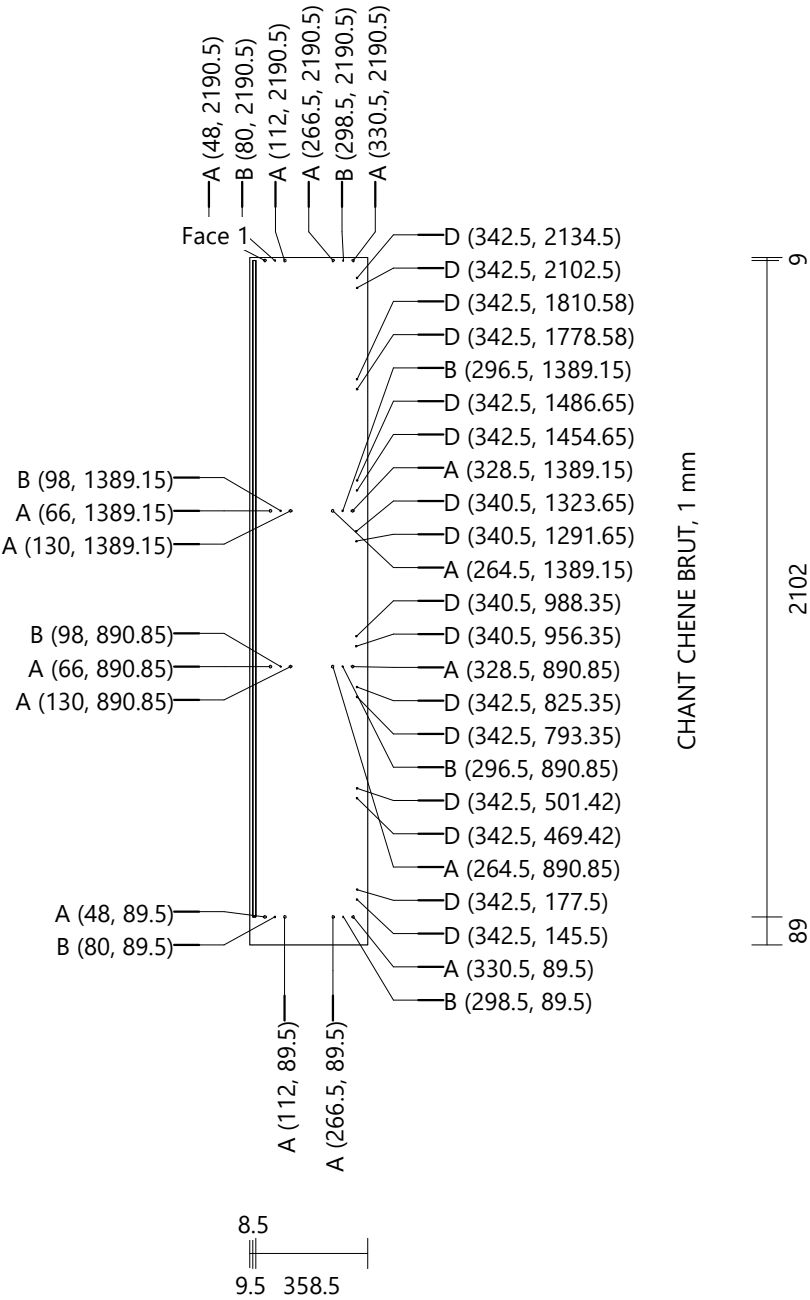 A (48, 2190.5)
B (80, 2190.5)
A (112, 2190.5)
A (266.5, 2190.5)
B (298.5, 2190.5)
A (330.5, 2190.5)
Face 1
D (342.5, 2134.5)
D (342.5, 2102.5)
D (342.5, 1810.58)
D (342.5, 1778.58)
B (296.5, 1389.15)
D (342.5, 1486.65)
D (342.5, 1454.65)
A (328.5, 1389.15)
D (340.5, 1323.65)
D (340.5, 1291.65)
A (264.5, 1389.15)
D (340.5, 988.35)
D (340.5, 956.35)
A (328.5, 890.85)
D (342.5, 825.35)
D (342.5, 793.35)
B (296.5, 890.85)
D (342.5, 501.42)
D (342.5, 469.42)
A (264.5, 890.85)
D (342.5, 177.5)
D (342.5, 145.5)
A (330.5, 89.5)
B (298.5, 89.5)
B (98, 1389.15)
A (66, 1389.15)
A (130, 1389.15)
B (98, 890.85)
A (66, 890.85)
A (130, 890.85)
A (48, 89.5)
B (80, 89.5)
A (112, 89.5)
A (266.5, 89.5)
CHANT CHENE BRUT, 1 mm
9
2102
89
8.5
9.5 358.5